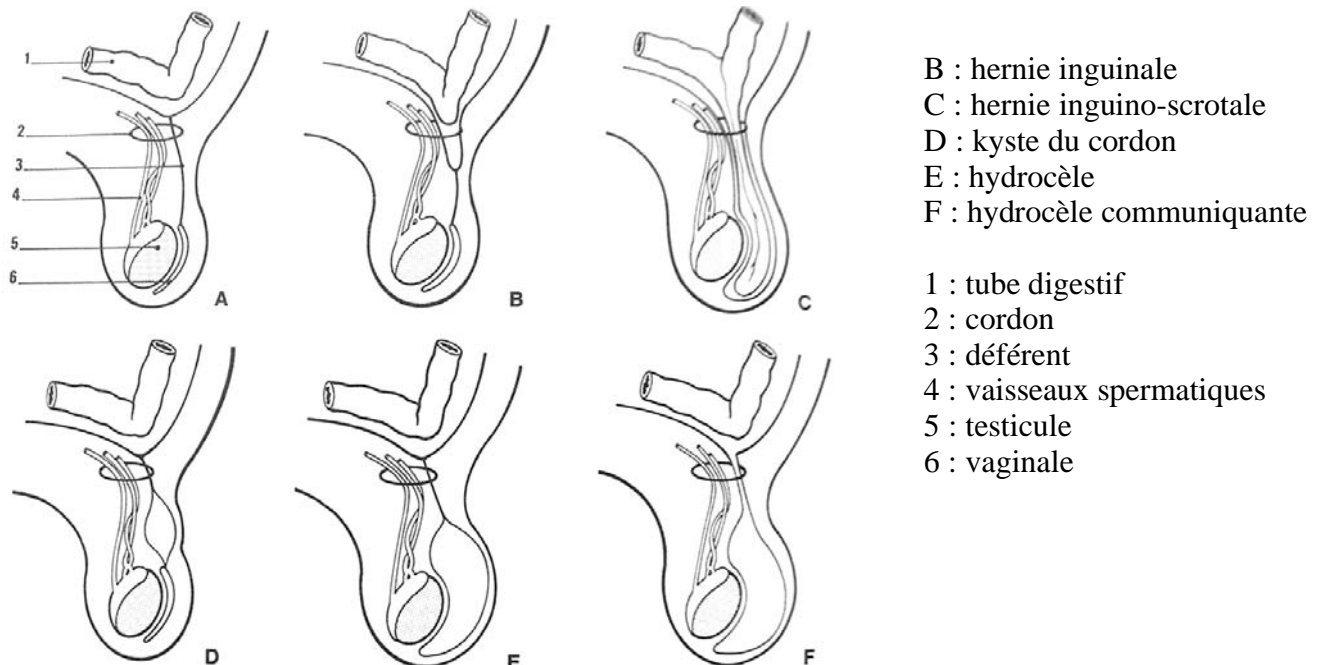 1
2
3
4
5
6
A
B
C
D
E
F
B : hernie inguinale
C : hernie inguino-scrotale
D : kyste du cordon
E : hydrocèle
F : hydrocèle communiquante
1 : tube digestif
2 : cordon
3 : déférent
4 : vaisseaux spermatiques
5 : testicule
6 : vaginale